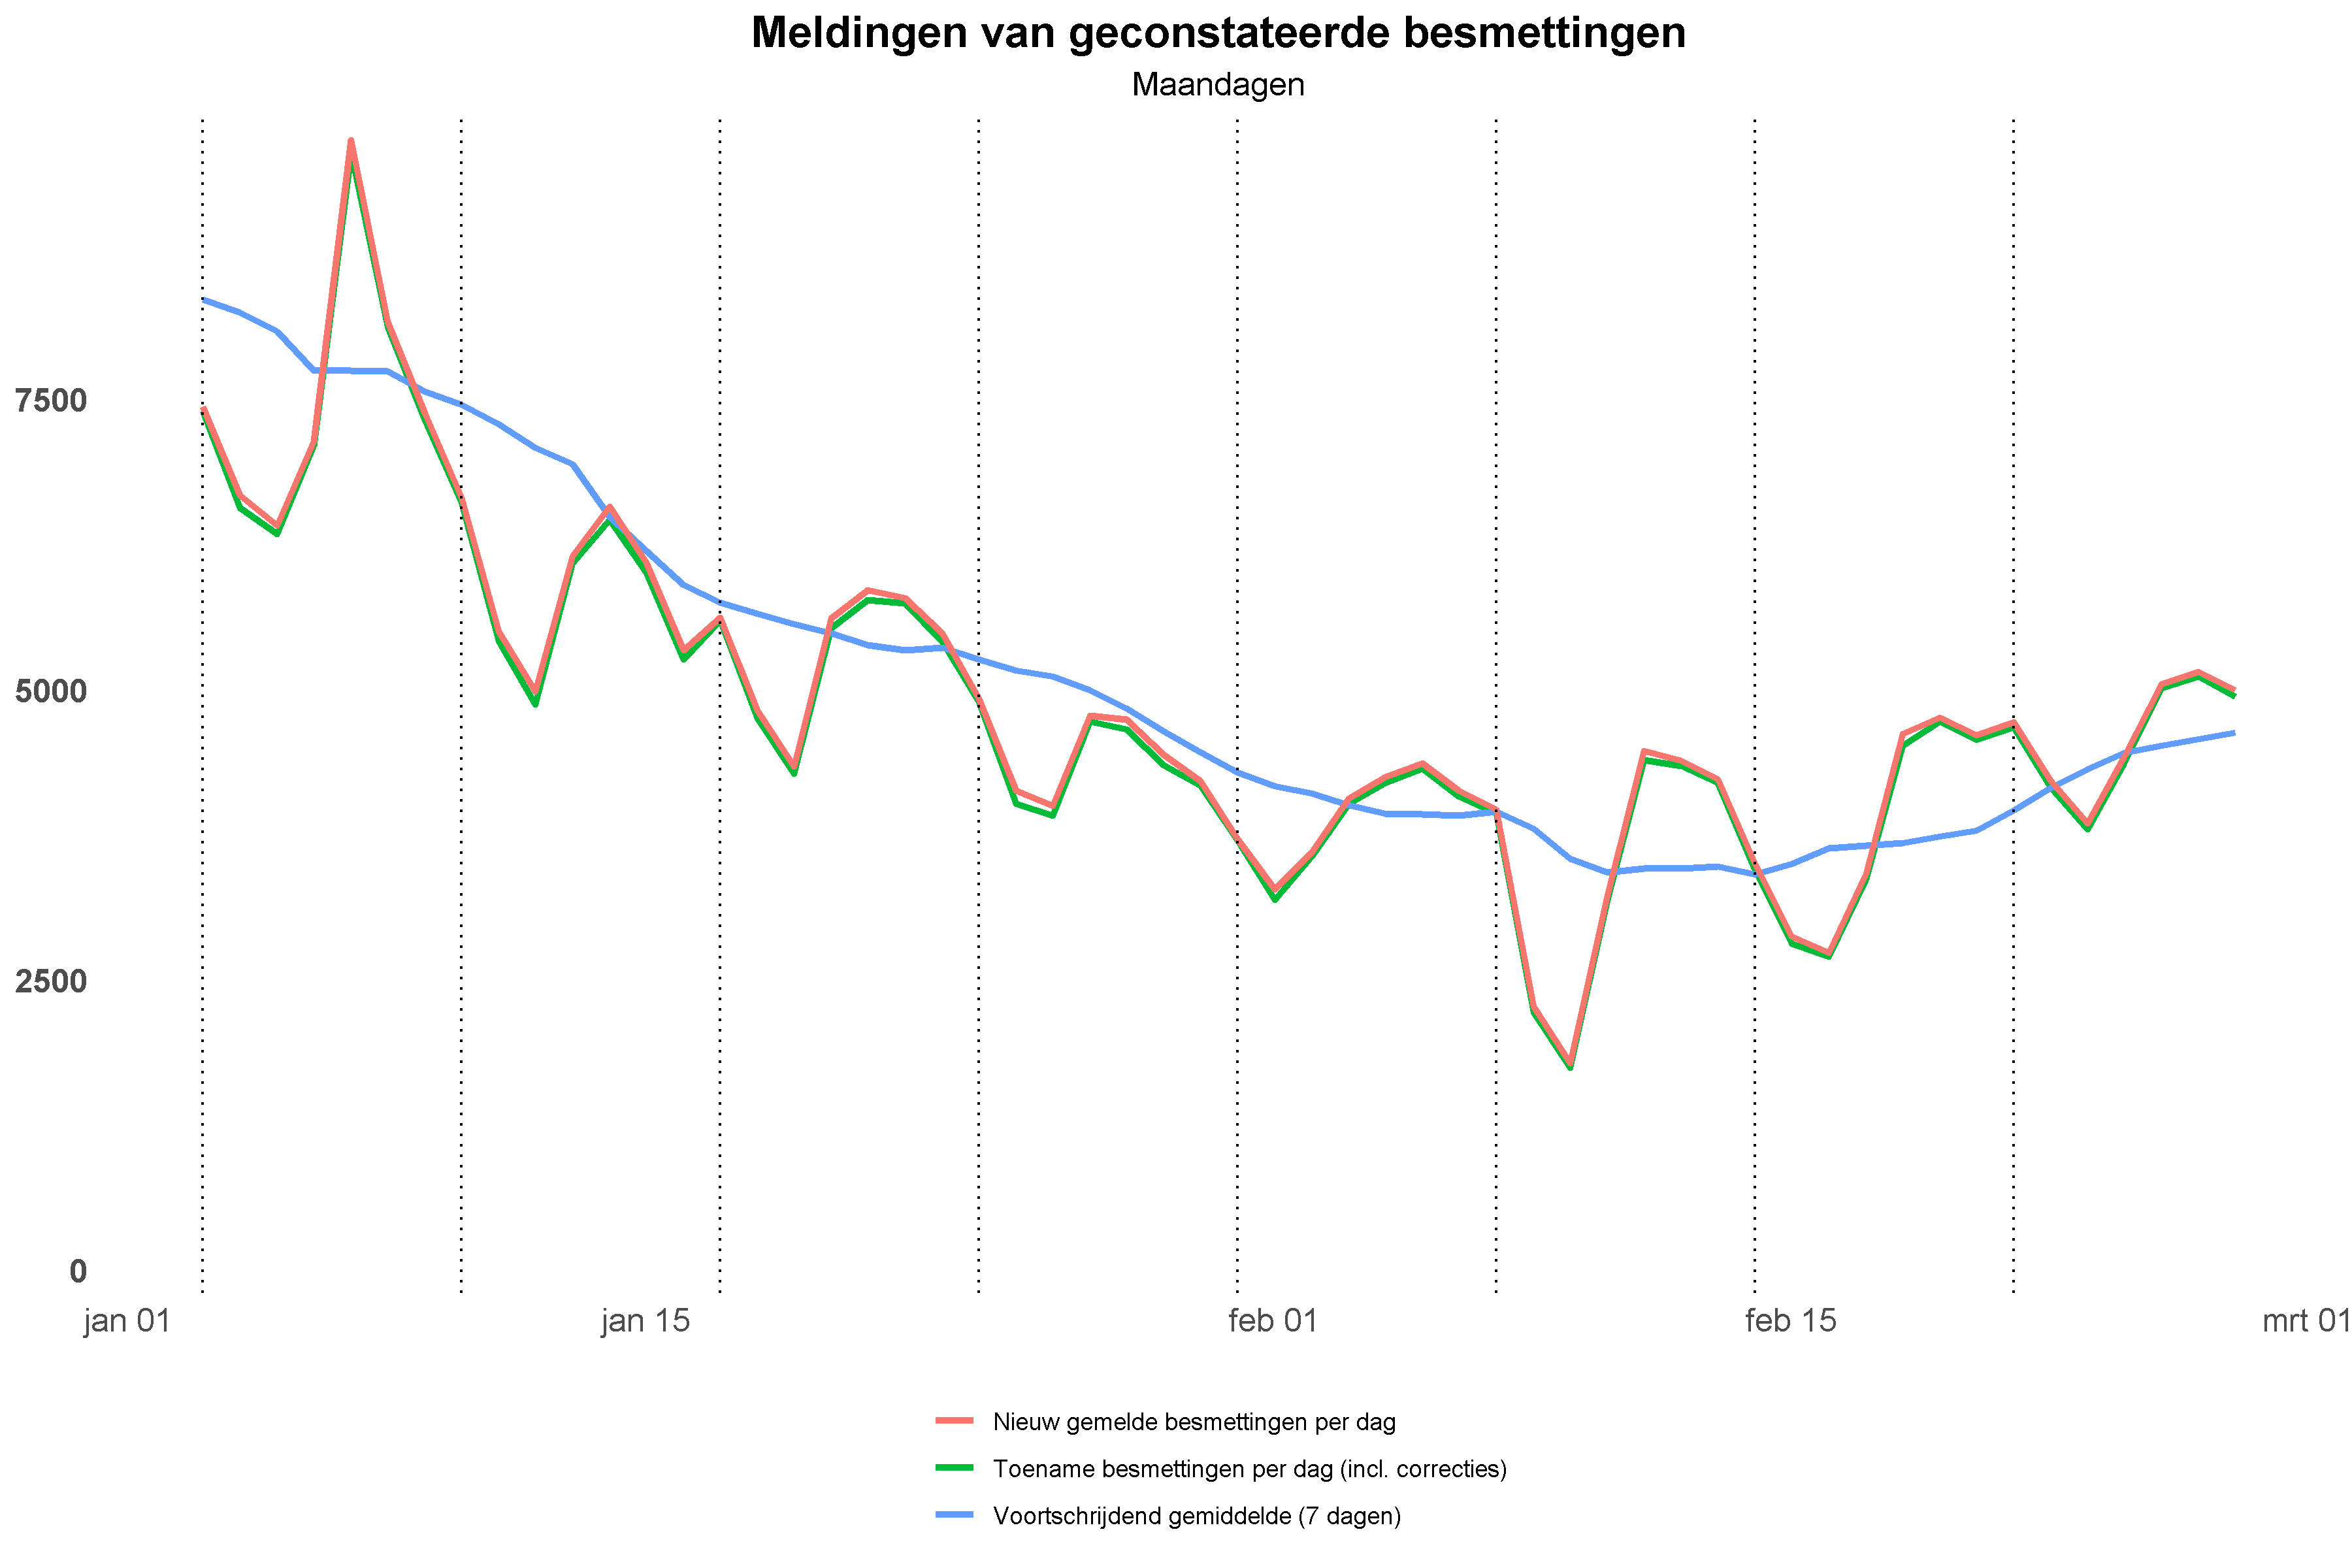 Meldingen van geconstateerde besmettingen
Maandagen
7500
5000
2500
0
jan 01 jan 15 feb 01 feb 15 mrt 01
Nieuw gemelde besmettingen per dag
Toename besmettingen per dag (incl. correcties)
Voortschrijdend gemiddelde (7 dagen)